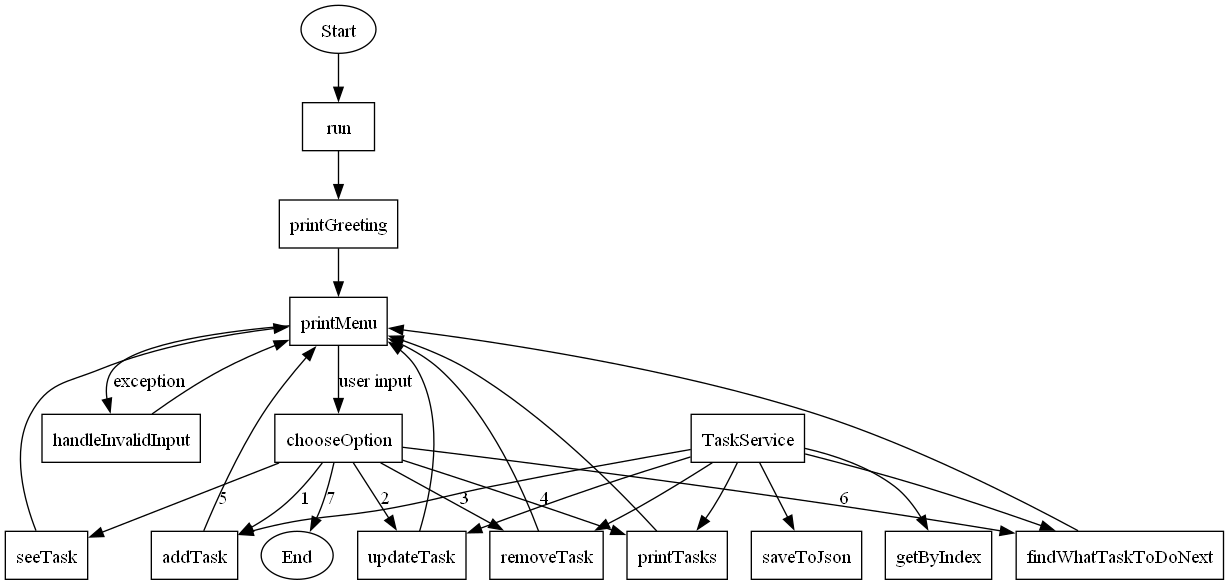 Start
run
printGreeting
printMenu
exception
user input
handleInvalidInput
chooseOption
TaskService
5
1
7
2
3
4
6
seeTask
addTask
End
updateTask
removeTask
printTasks
saveToJson
getByIndex
findWhatTaskToDoNext